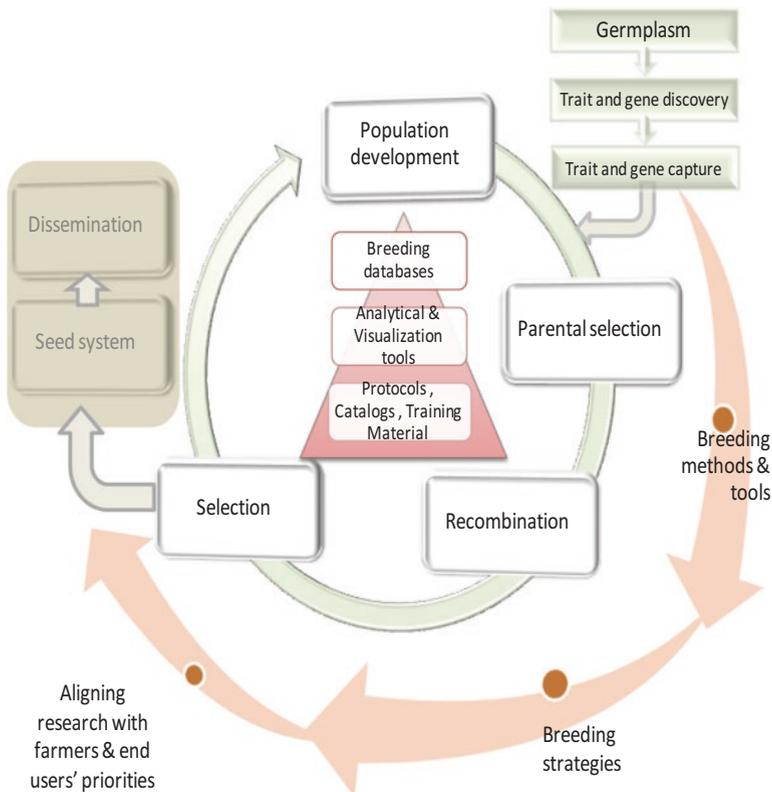 Germplasm
Trait and gene discovery
Trait and gene capture
Population
development
Dissemination
Seed system
Breeding
databases
Analytical &
Visualization
tools
Protocols ,
Catalogs , Training
Material
Parental selection
Breeding
methods &
tools
Selection
Recombination
Aligning
research with
farmers & end
users’ priorities
Breeding
strategies